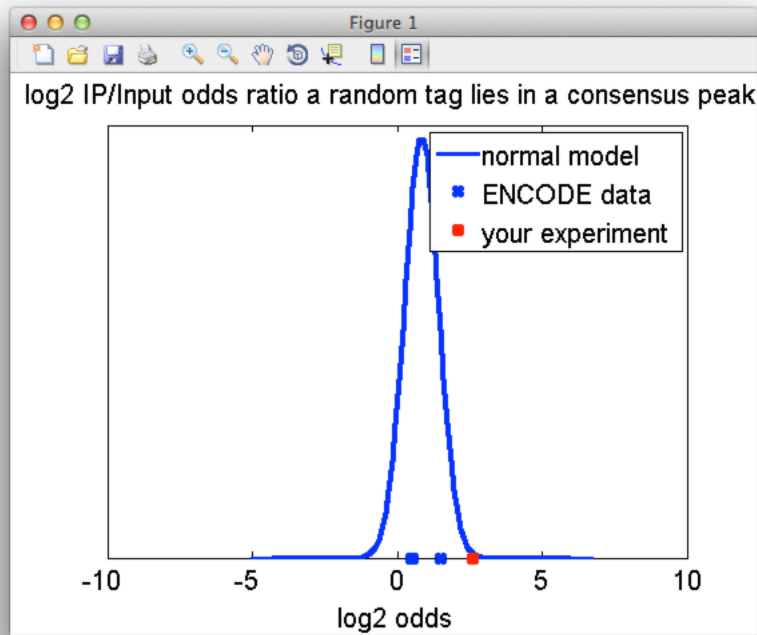 Figure 1
log2 IP/Input odds ratio a random tag lies in a consensus peak
normal model
ENCODE data
your experiment
-10 -5 0 5 10
log2 odds